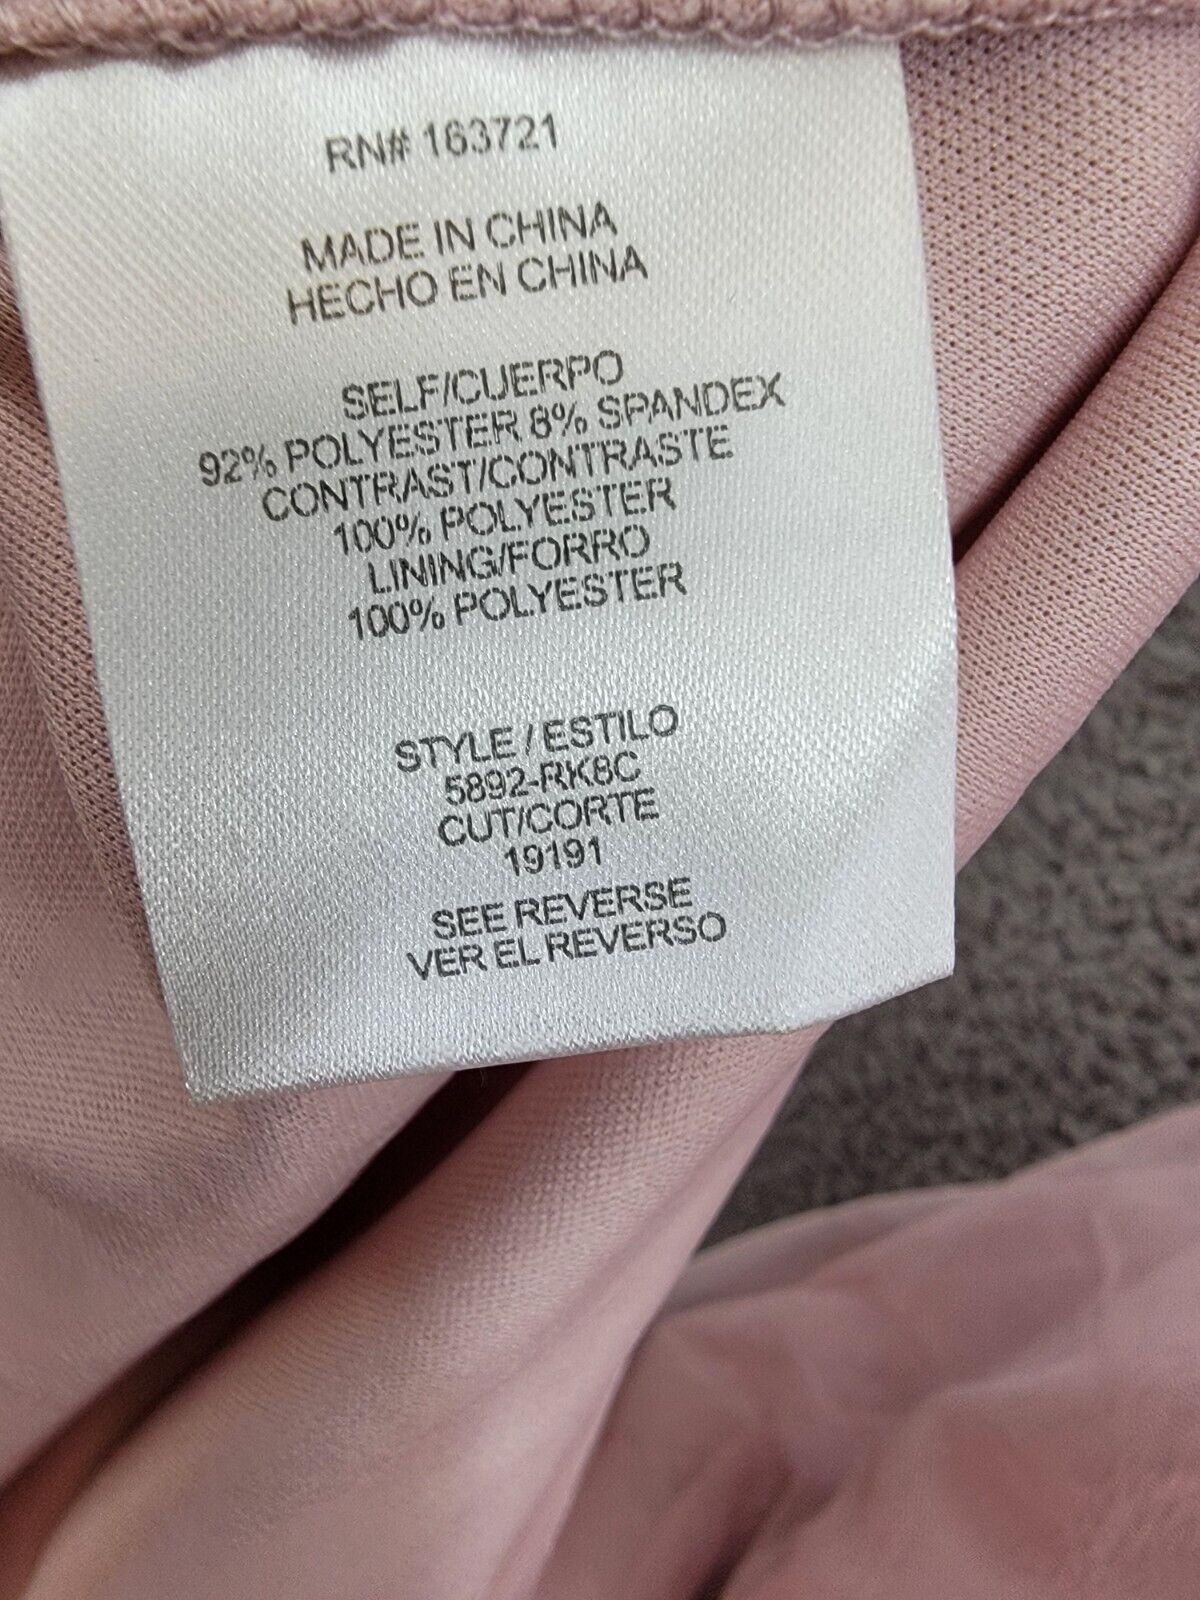 RN# 163721
MADE IN CHINA
HECHO EN CHINA
SELF/CUERPO
92% POLYESTER 8% SPANDEX
CONTRAST/CONTRASTE
100% POLYESTER
LINING/FORRO
100% POLYESTER
STYLE / ESTILO
5892-RK8C
CUT/CORTE
19191
SEE REVERSE
VER EL REVERSO